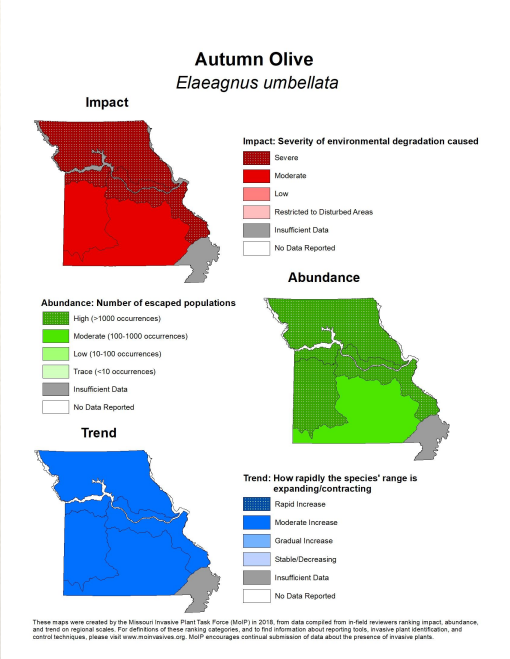 Autumn Olive
Elaeagnus umbellata
Impact
Impact: Severity of environmental degradation caused
Severe
Moderate
Low
Restricted to Disturbed Areas
Insufficient Data
No Data Reported
Abundance
Abundance: Number of escaped populations
High (>1000 occurrences)
Moderate (100-1000 occurrences)
Low (10-100 occurrences)
Trace (<10 occurrences)
Insufficient Data
No Data Reported
Trend
Trend: How rapidly the species' range is
expanding/contracting
Rapid Increase
Moderate Increase
Gradual Increase
Stable/Decreasing
Insufficient Data
No Data Reported
These maps were created by the Missouri Invasive Plant Task Force (MoIP) in 2018, from data compiled from in-field reviewers ranking impact, abundance,
and trend on regional scales. For definitions of these ranking categories, and to find information about reporting tools, invasive plant identification, and
control techniques, please visit www.moinvasives.org. MoIP encourages continual submission of data about the presence of invasive plants.